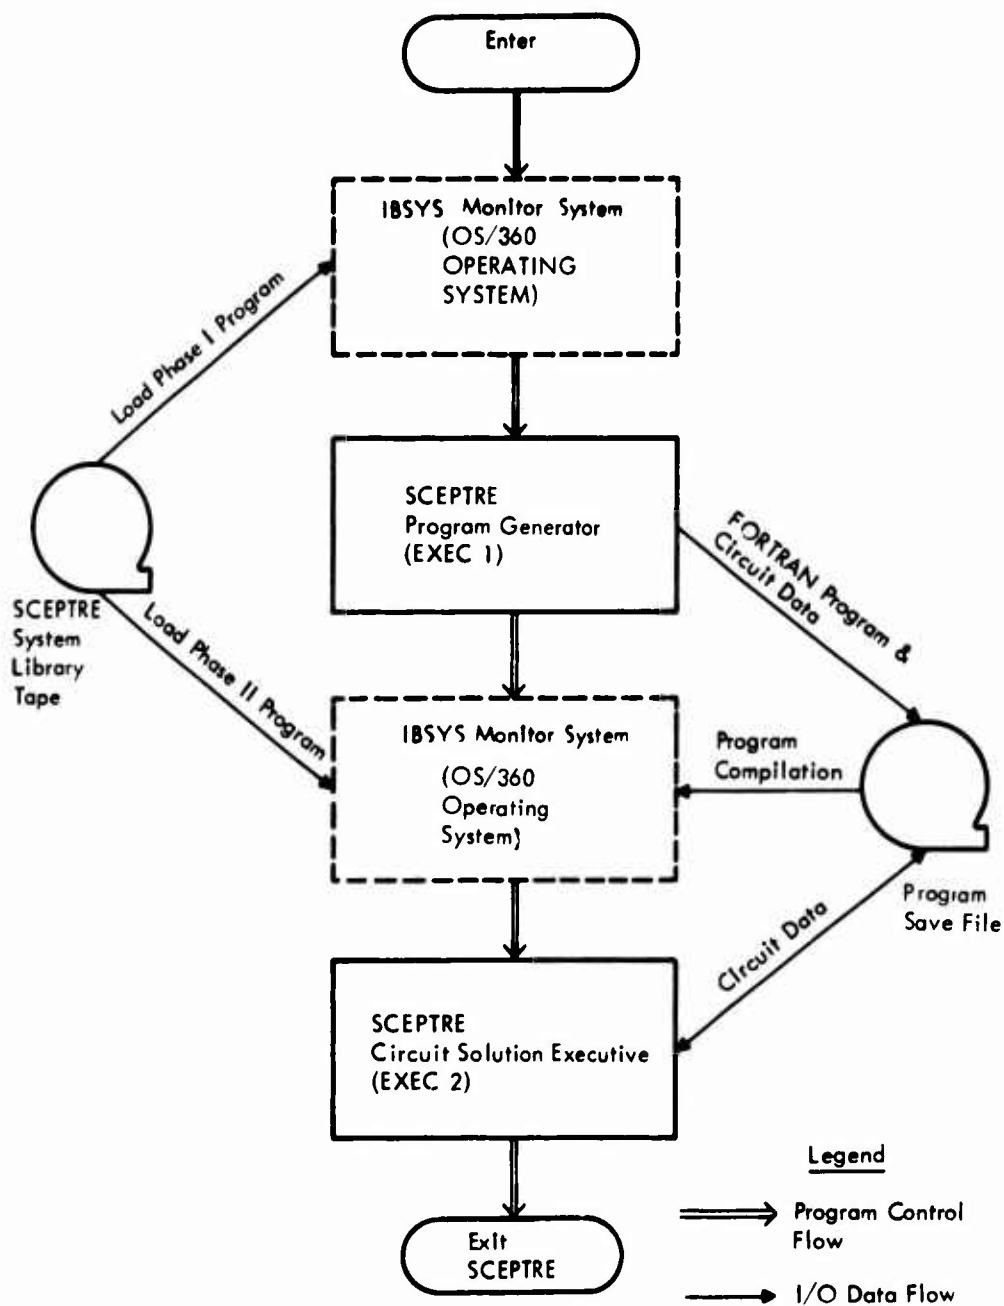 Enter
IBSYS Monitor System
(OS/360
OPERATING
SYSTEM)
Load Phase I Program
SCEPTRE
Program Generator
(EXEC 1)
FORTRAN Program &
Circuit Data
SCEPTRE
System
Library
Tape
Load Phase II Program
IBSYS Monitor System
(OS/360
Operating
System)
Program
Compilation
Program
Save File
Circuit Data
SCEPTRE
Circuit Solution Executive
(EXEC 2)
Legend
Program Control
Flow
I/O Data Flow
Exit
SCEPTRE